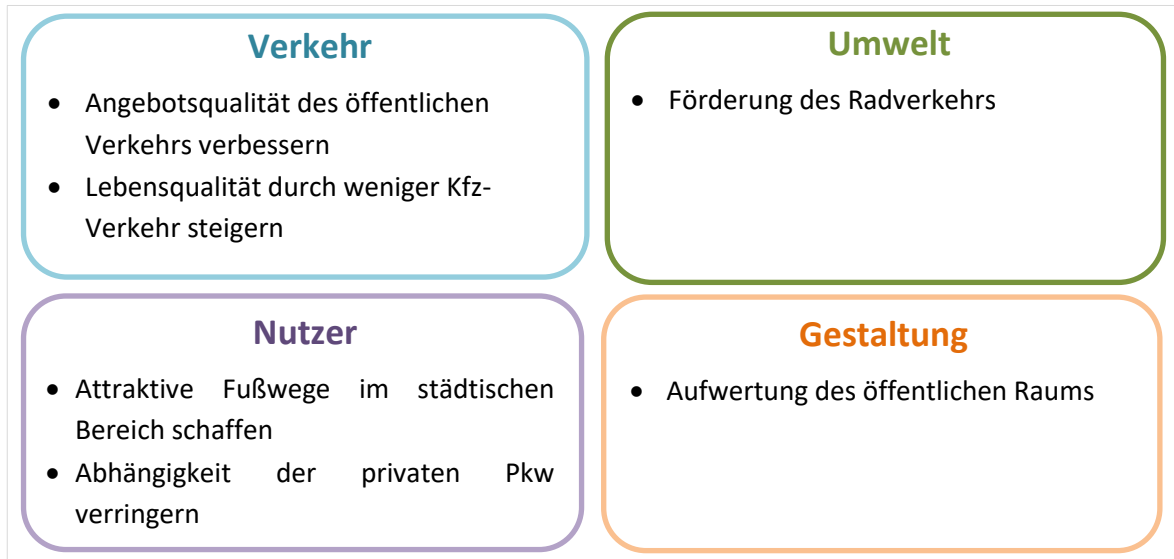 Verkehr
• Angebotsqualität des öffentlichen
Verkehrs verbessern
• Lebensqualität durch weniger Kfz-
Verkehr steigern
Umwelt
• Förderung des Radverkehrs
Nutzer
• Attraktive Fußwege im städtischen
Bereich schaffen
• Abhängigkeit der privaten Pkw
verringern
Gestaltung
• Aufwertung des öffentlichen Raums